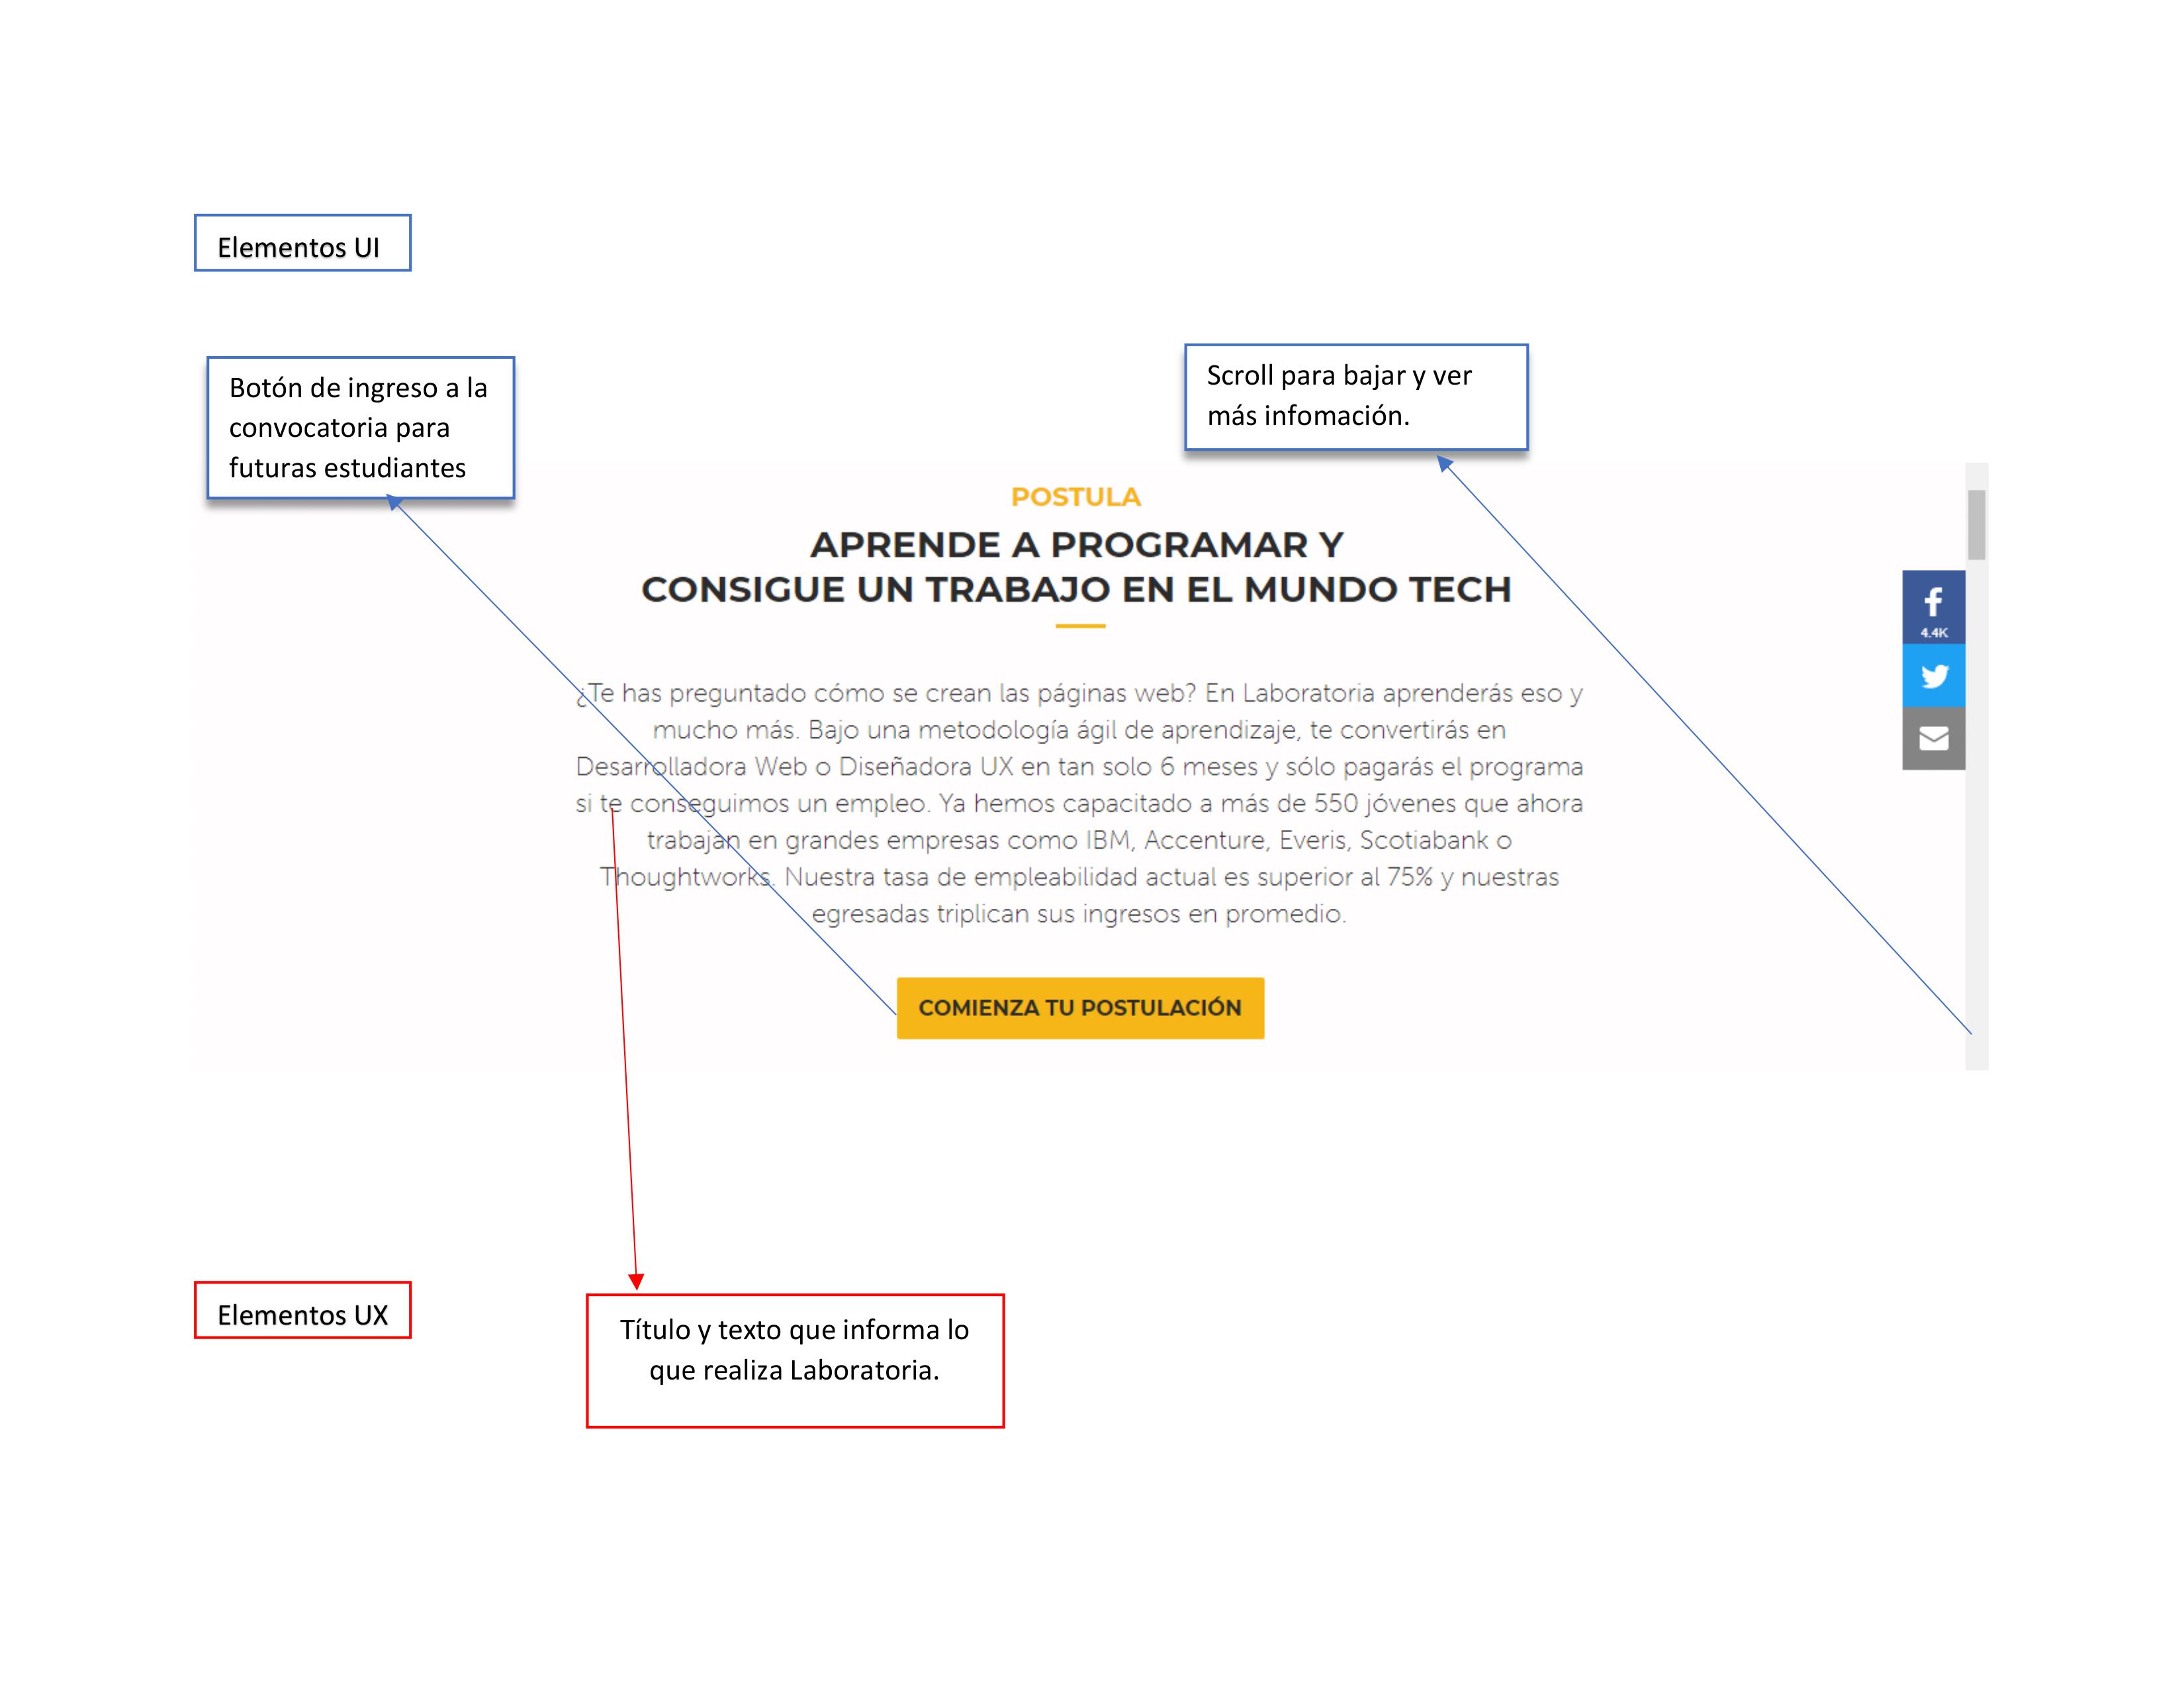 Elementos UI
Botón de ingreso a la
convocatoria para
futuras estudiantes
Scroll para bajar y ver
más infomación.
POSTULA
APRENDE A PROGRAMAR Y
CONSIGUE UN TRABAJO EN EL MUNDO TECH
4.4K
¿Te has preguntado cómo se crean las páginas web? En Laboratoria aprenderás eso y
mucho más. Bajo una metodología ágil de aprendizaje, te convertirás en
Desarrolladora Web o Diseñadora UX en tan solo 6 meses y sólo pagarás el programa
si te conseguimos un empleo. Ya hemos capacitado a más de 550 jóvenes que ahora
trabajan en grandes empresas como IBM, Accenture, Everis, Scotiabank o
Thoughtworks. Nuestra tasa de empleabilidad actual es superior al 75% y nuestras
egresadas triplican sus ingresos en promedio.
COMIENZA TU POSTULACIÓN
Elementos UX
Título y texto que informa lo
que realiza Laboratoria.